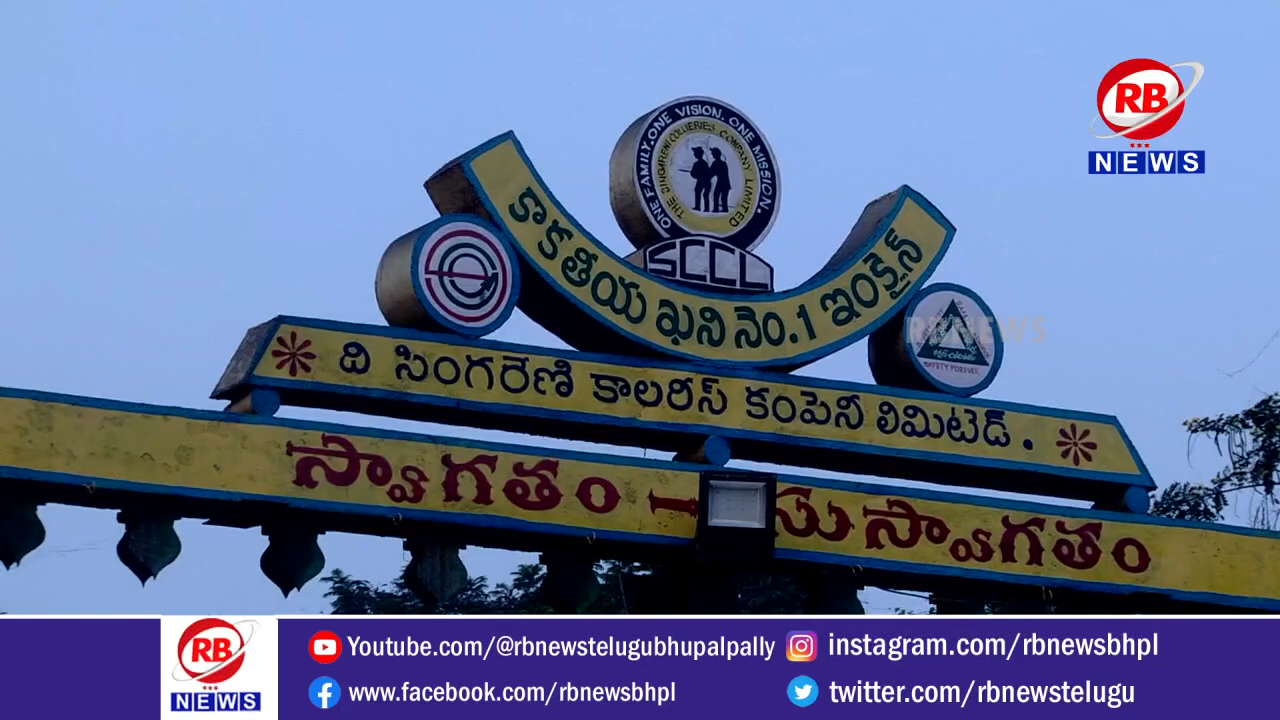 RB
NEWS
ONE FAMILY. ONE VISION. ONE MISSION.
THE SINGARENI COLLIERIES COMPANY LIMITED
SCCL
కాకతీయ ఖని నెం.1 ఇంక్లైన్
SAFETY FOREVER
RB NEWS
ది సింగరేణి కాలరీస్ కంపెనీ లిమిటెడ్.
స్వాగతం - సుస్వాగతం
RB
NEWS
Youtube.com/@rbnewstelugubhupalpally
instagram.com/rbnewsbhpl
www.facebook.com/rbnewsbhpl
twitter.com/rbnewstelugu